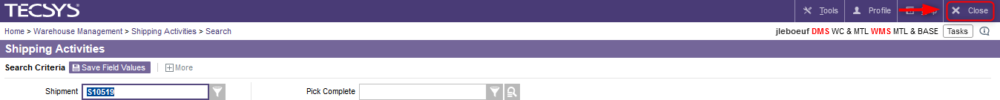 TECSYS
Tools Profile Close
Home > Warehouse Management > Shipping Activities > Search jleboeuf DMS WC & MTL WMS MTL & BASE Tasks
Shipping Activities
Search Criteria Save Field Values More
Shipment S10519 Pick Complete